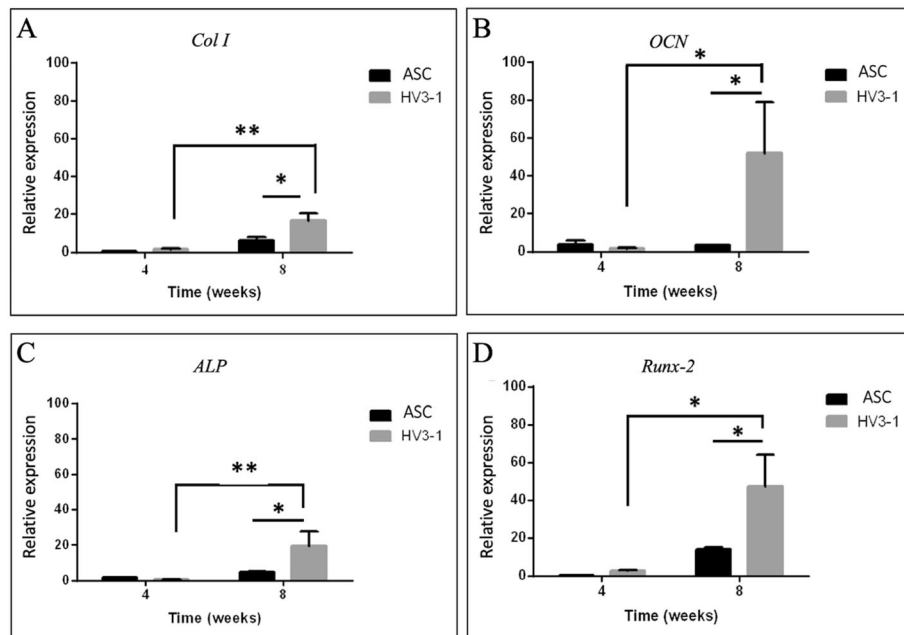 A
Col I
ASC
HV3-1
Relative expression
100
80
60
40
20
0
**
*
4
8
Time (weeks)
B
OCN
ASC
HV3-1
Relative expression
100
80
60
40
20
0
*
*
4
8
Time (weeks)
C
ALP
ASC
HV3-1
Relative expression
100
80
60
40
20
0
**
*
4
8
Time (weeks)
D
Runx-2
ASC
HV3-1
Relative expression
100
80
60
40
20
0
*
*
4
8
Time (weeks)